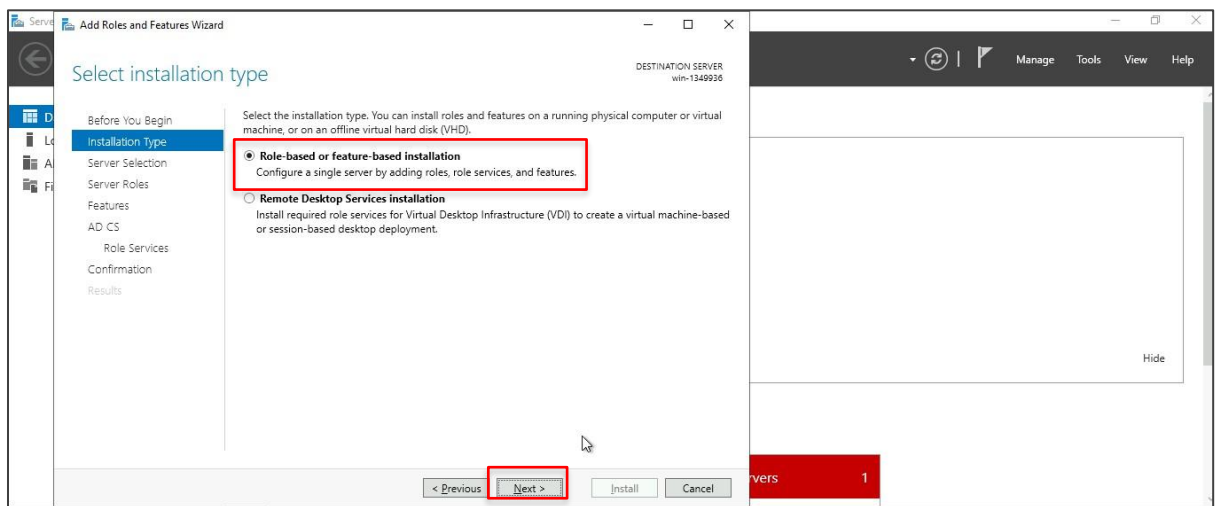 Serve
Add Roles and Features Wizard
Manage Tools View Help
Select installation type
DESTINATION SERVER
win-1349936
Before You Begin
Installation Type
Server Selection
Server Roles
Features
AD CS
Role Services
Confirmation
Results
Select the installation type. You can install roles and features on a running physical computer or virtual
machine, or on an offline virtual hard disk (VHD).
Role-based or feature-based installation
Configure a single server by adding roles, role services, and features.
Remote Desktop Services installation
Install required role services for Virtual Desktop Infrastructure (VDI) to create a virtual machine-based
or session-based desktop deployment.
D
Lo
A
Fi
Hide
< Previous Next > Install Cancel
rvers 1